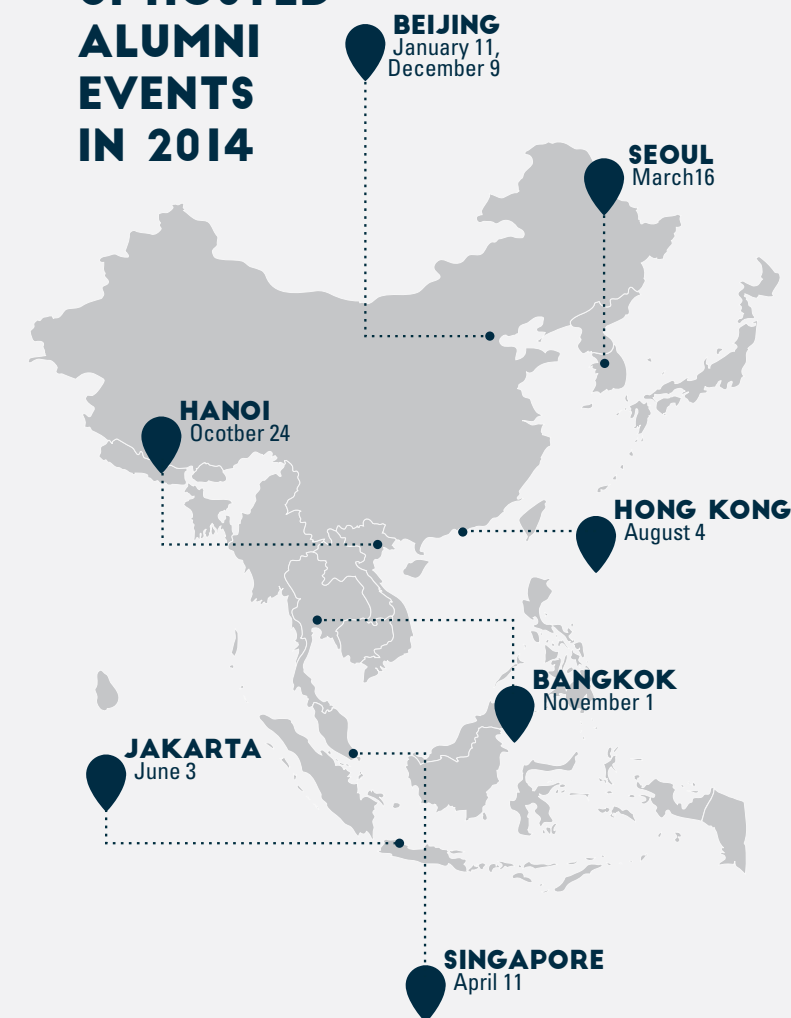 ALUMNI
EVENTS
IN 2014
BEIJING
January 11,
December 9
SEOUL
March16
HANOI
Ocotber 24
HONG KONG
August 4
BANGKOK
November 1
JAKARTA
June 3
SINGAPORE
April 11